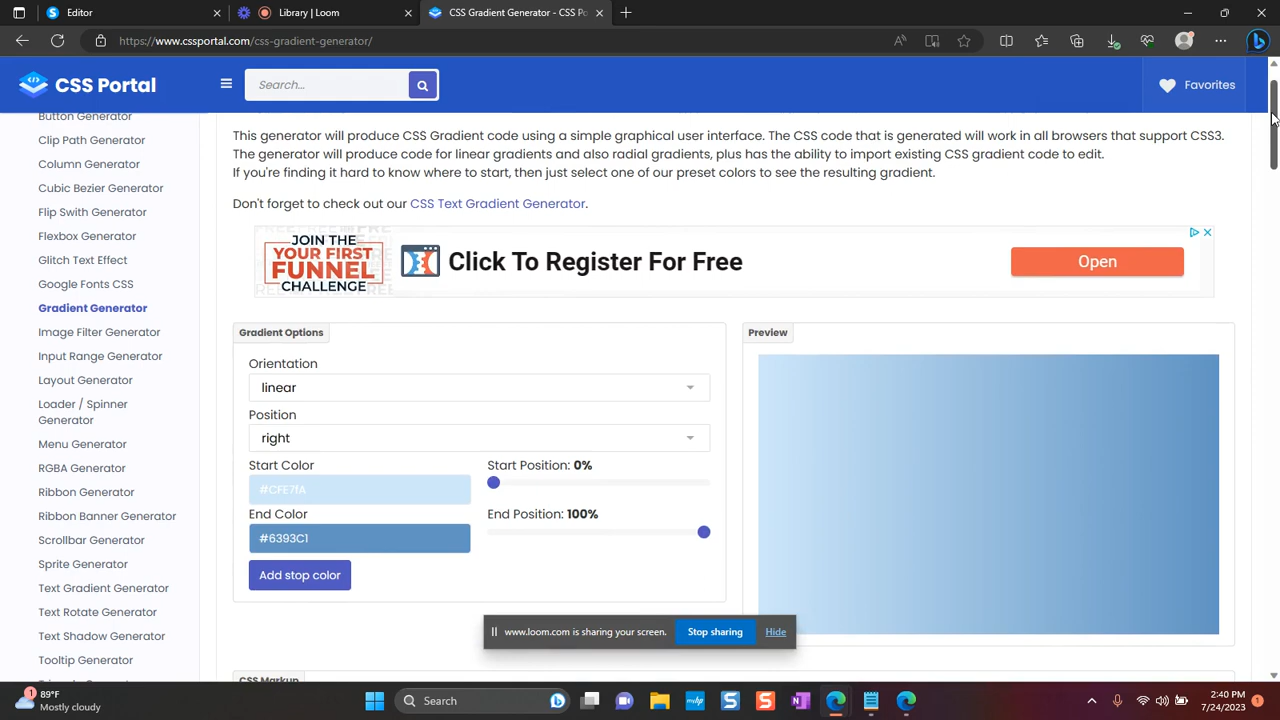 Editor
Library | Loom
CSS Gradient Generator - CSS Po
https://www.cssportal.com/css-gradient-generator/
CSS Portal
Search...
Favorites
Button Generator
Clip Path Generator
Column Generator
Cubic Bezier Generator
Flip Swith Generator
Flexbox Generator
Glitch Text Effect
Google Fonts CSS
Gradient Generator
Image Filter Generator
Input Range Generator
Layout Generator
Loader / Spinner
Generator
Menu Generator
RGBA Generator
Ribbon Generator
Ribbon Banner Generator
Scrollbar Generator
Sprite Generator
Text Gradient Generator
Text Rotate Generator
Text Shadow Generator
Tooltip Generator
This generator will produce CSS Gradient code using a simple graphical user interface. The CSS code that is generated will work in all browsers that support CSS3.
The generator will produce code for linear gradients and also radial gradients, plus has the ability to import existing CSS gradient code to edit.
If you're finding it hard to know where to start, then just select one of our preset colors to see the resulting gradient.
Don't forget to check out our CSS Text Gradient Generator.
JOIN THE
YOUR FIRST
FUNNEL
CHALLENGE
Click To Register For Free
Open
Gradient Options
Orientation
linear
Position
right
Start Color
Start Position: 0%
#CFE7fA
End Color
End Position: 100%
#6393C1
Add stop color
Preview
www.loom.com is sharing your screen.
Stop sharing
Hide
CSS Markup
1
89°F
Mostly cloudy
Search
2:40 PM
7/24/2023
1